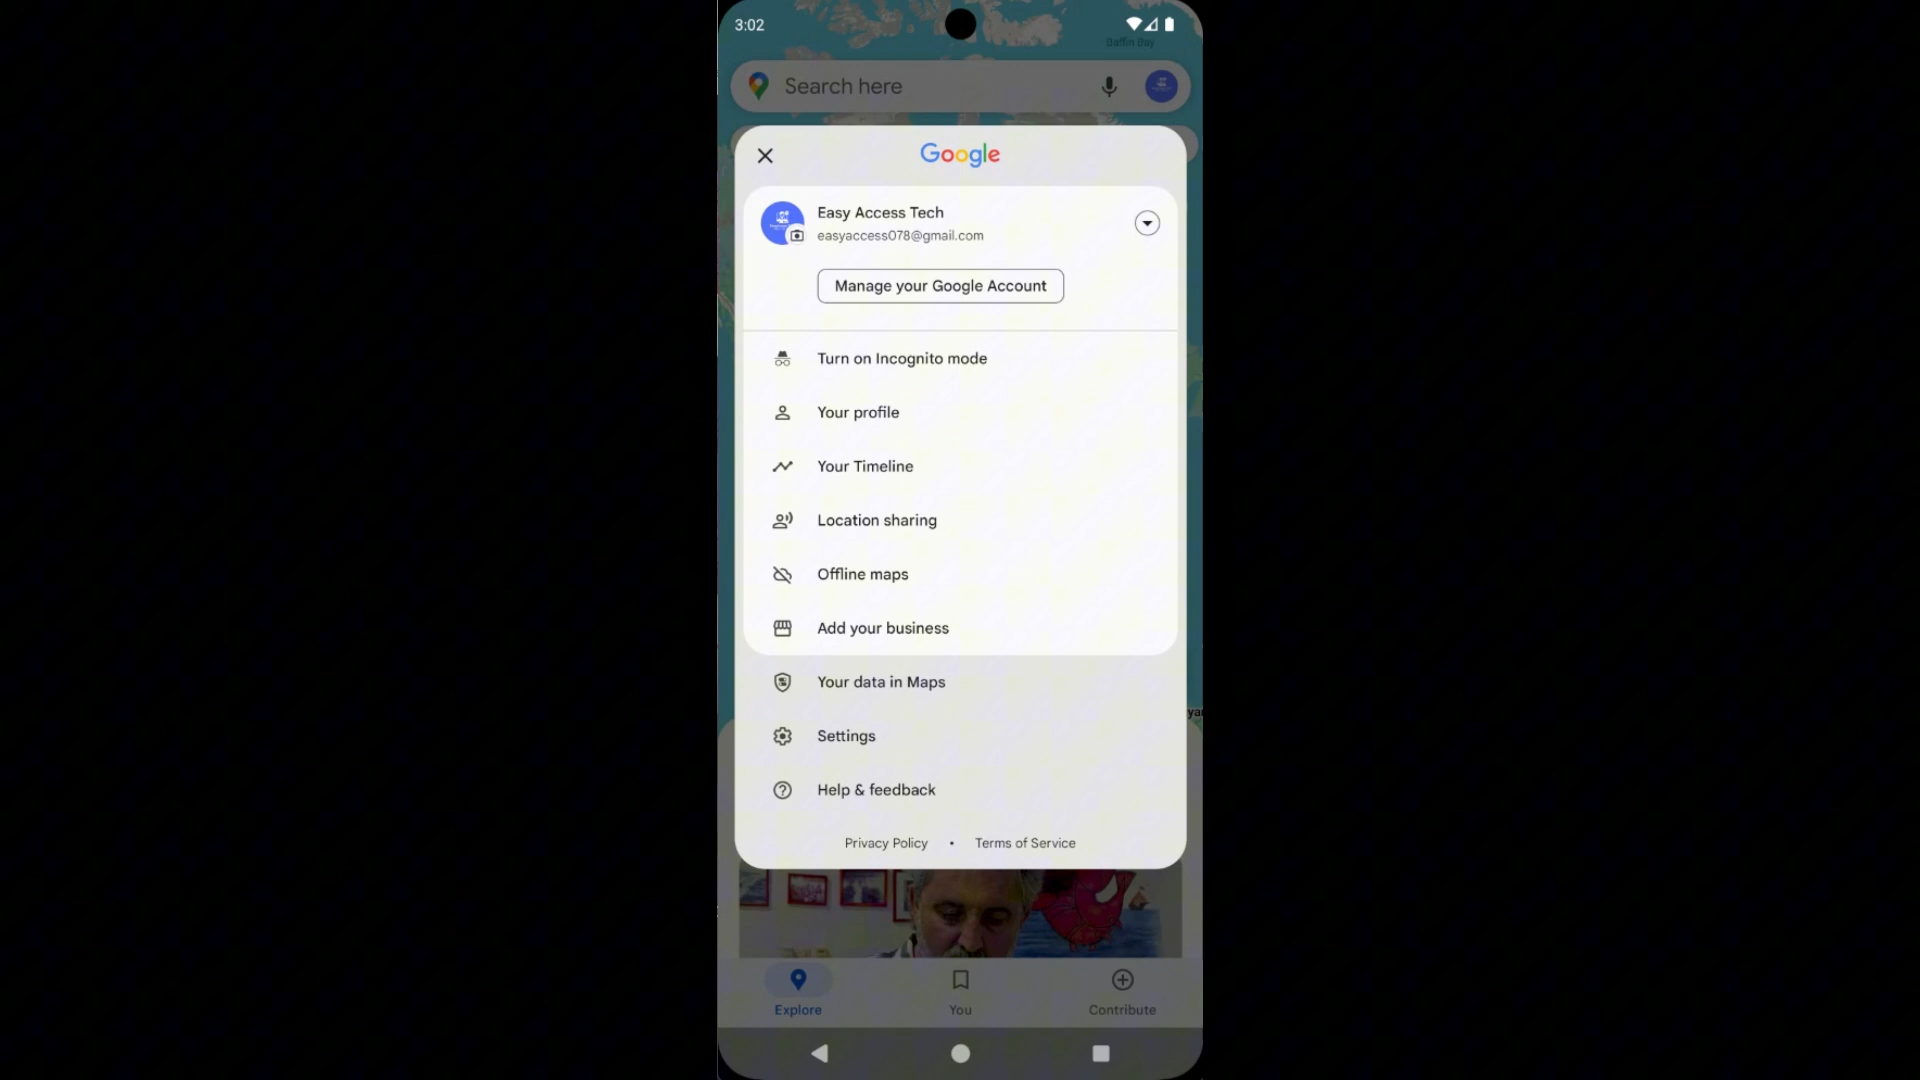 3:02
Baffin Bay
Search here
Google
Easy Access Tech
easyaccess078@gmail.com
Manage your Google Account
Turn on Incognito mode
Your profile
Your Timeline
Location sharing
Offline maps
Add your business
Your data in Maps
Settings
Help & feedback
Privacy Policy • Terms of Service
Explore You Contribute